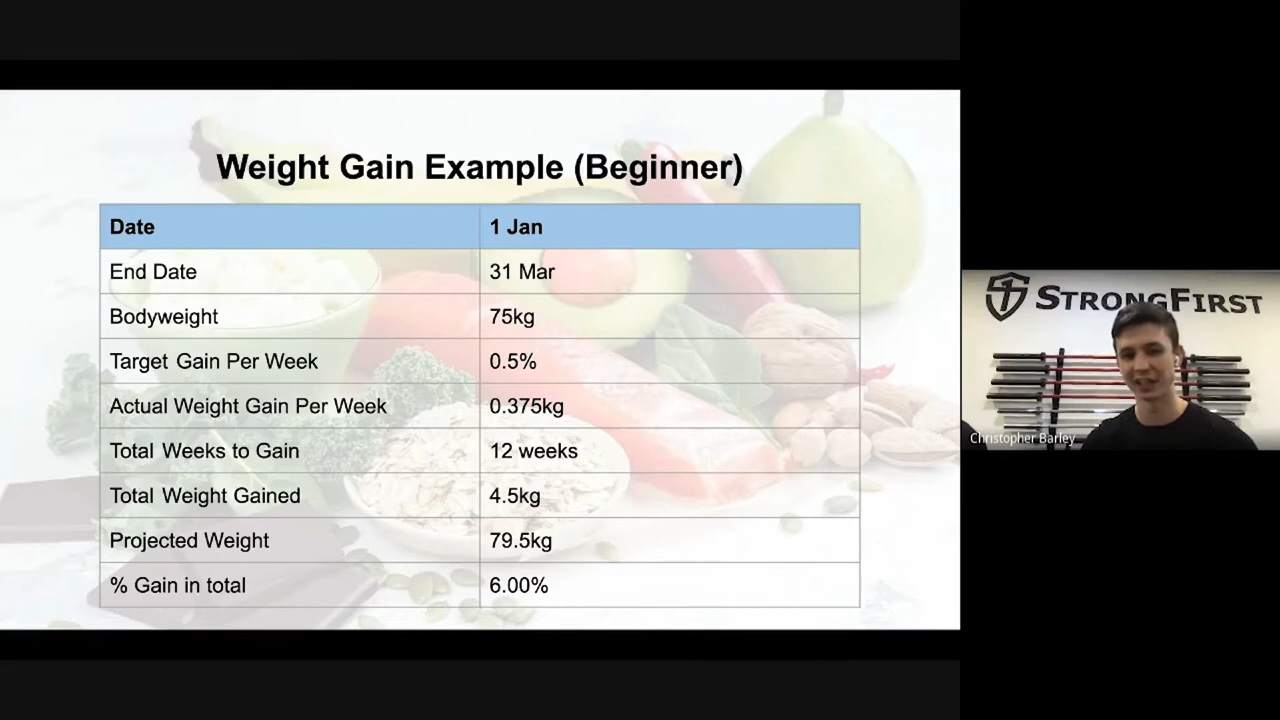 Weight Gain Example (Beginner)
Date 1 Jan
End Date 31 Mar
Bodyweight 75kg
Target Gain Per Week 0.5%
Actual Weight Gain Per Week 0.375kg
Total Weeks to Gain 12 weeks
Total Weight Gained 4.5kg
Projected Weight 79.5kg
% Gain in total 6.00%
STRONGFIRST
Christopher Barley